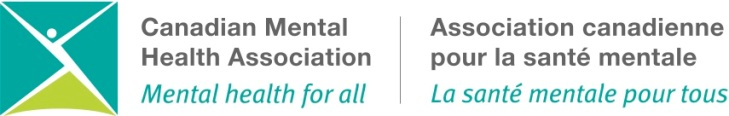 Canadian Mental
Health Association
Mental health for all
Association canadienne
pour la santé mentale
La santé mentale pour tous